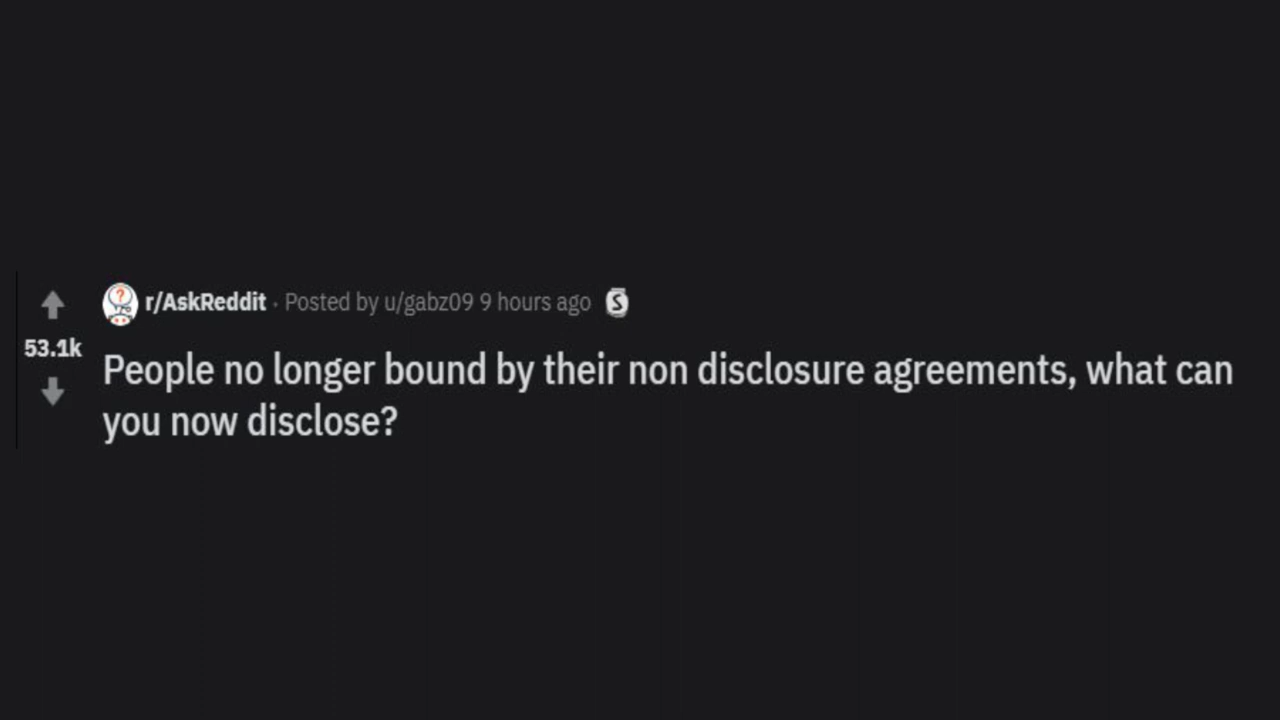 r/AskReddit · Posted by u/gabz09 9 hours ago S
53.1k
People no longer bound by their non disclosure agreements, what can
you now disclose?